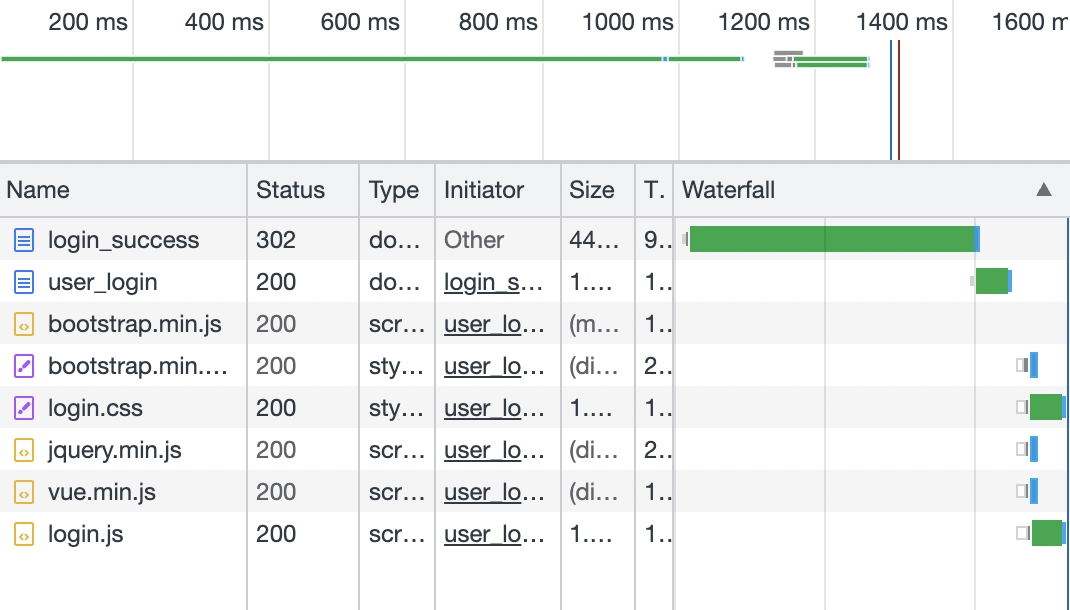 200 ms 400 ms 600 ms 800 ms 1000 ms 1200 ms 1400 ms 1600 m
Name Status Type Initiator Size T. Waterfall ▲
login_success 302 do... Other 44... 9..
user_login 200 do... login_s... 1.... 1..
bootstrap.min.js 200 scr... user_lo... (m... 1..
bootstrap.min.... 200 sty... user_lo... (di... 2..
login.css 200 sty... user_lo... 1.... 1..
jquery.min.js 200 scr... user_lo... (di... 2..
vue.min.js 200 scr... user_lo... (di... 1..
login.js 200 scr... user_lo... 1.... 1..